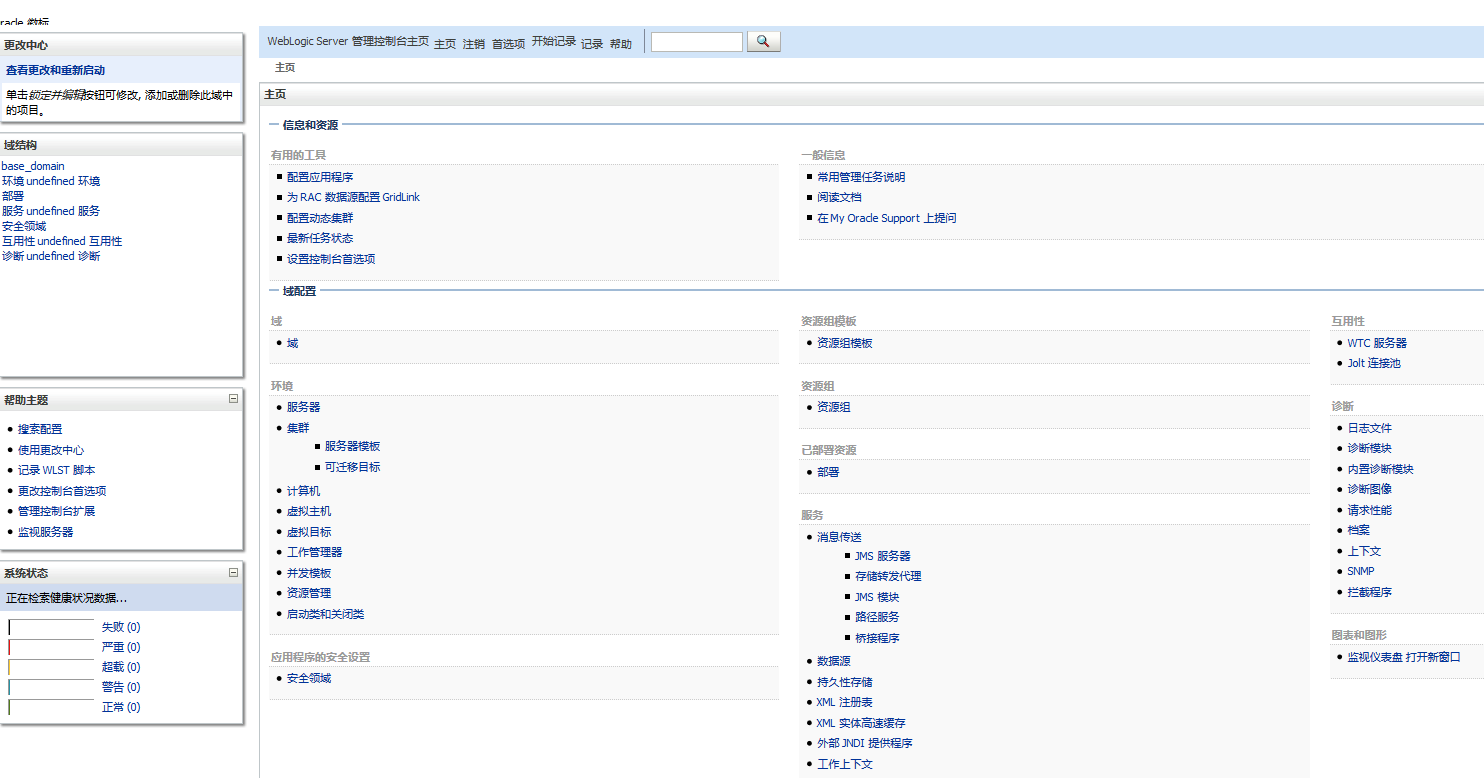 racle 徽标
更改中心
查看更改和重新启动
单击锁定并编辑按钮可修改, 添加或删除此域中
的项目。
域结构
base_domain
环境 undefined 环境
部署
服务 undefined 服务
安全领域
互用性 undefined 互用性
诊断 undefined 诊断
帮助主题
搜索配置
使用更改中心
记录 WLST 脚本
更改控制台首选项
管理控制台扩展
监视服务器
系统状态
正在检索健康状况数据...
失败 (0)
严重 (0)
超载 (0)
警告 (0)
正常 (0)
WebLogic Server 管理控制台主页 主页 注销 首选项 开始记录 记录 帮助
主页
主页
信息和资源
有用的工具
配置应用程序
为 RAC 数据源配置 GridLink
配置动态集群
最新任务状态
设置控制台首选项
一般信息
常用管理任务说明
阅读文档
在 My Oracle Support 上提问
域配置
域
域
环境
服务器
集群
服务器模板
可迁移目标
计算机
虚拟主机
虚拟目标
工作管理器
并发模板
资源管理
启动类和关闭类
应用程序的安全设置
安全领域
资源组模板
资源组模板
资源组
资源组
已部署资源
部署
服务
消息传送
JMS 服务器
存储转发代理
JMS 模块
路径服务
桥接程序
数据源
持久性存储
XML 注册表
XML 实体高速缓存
外部 JNDI 提供程序
工作上下文
互用性
WTC 服务器
Jolt 连接池
诊断
日志文件
诊断模块
内置诊断模块
诊断图像
请求性能
档案
上下文
SNMP
拦截程序
图表和图形
监视仪表盘 打开新窗口